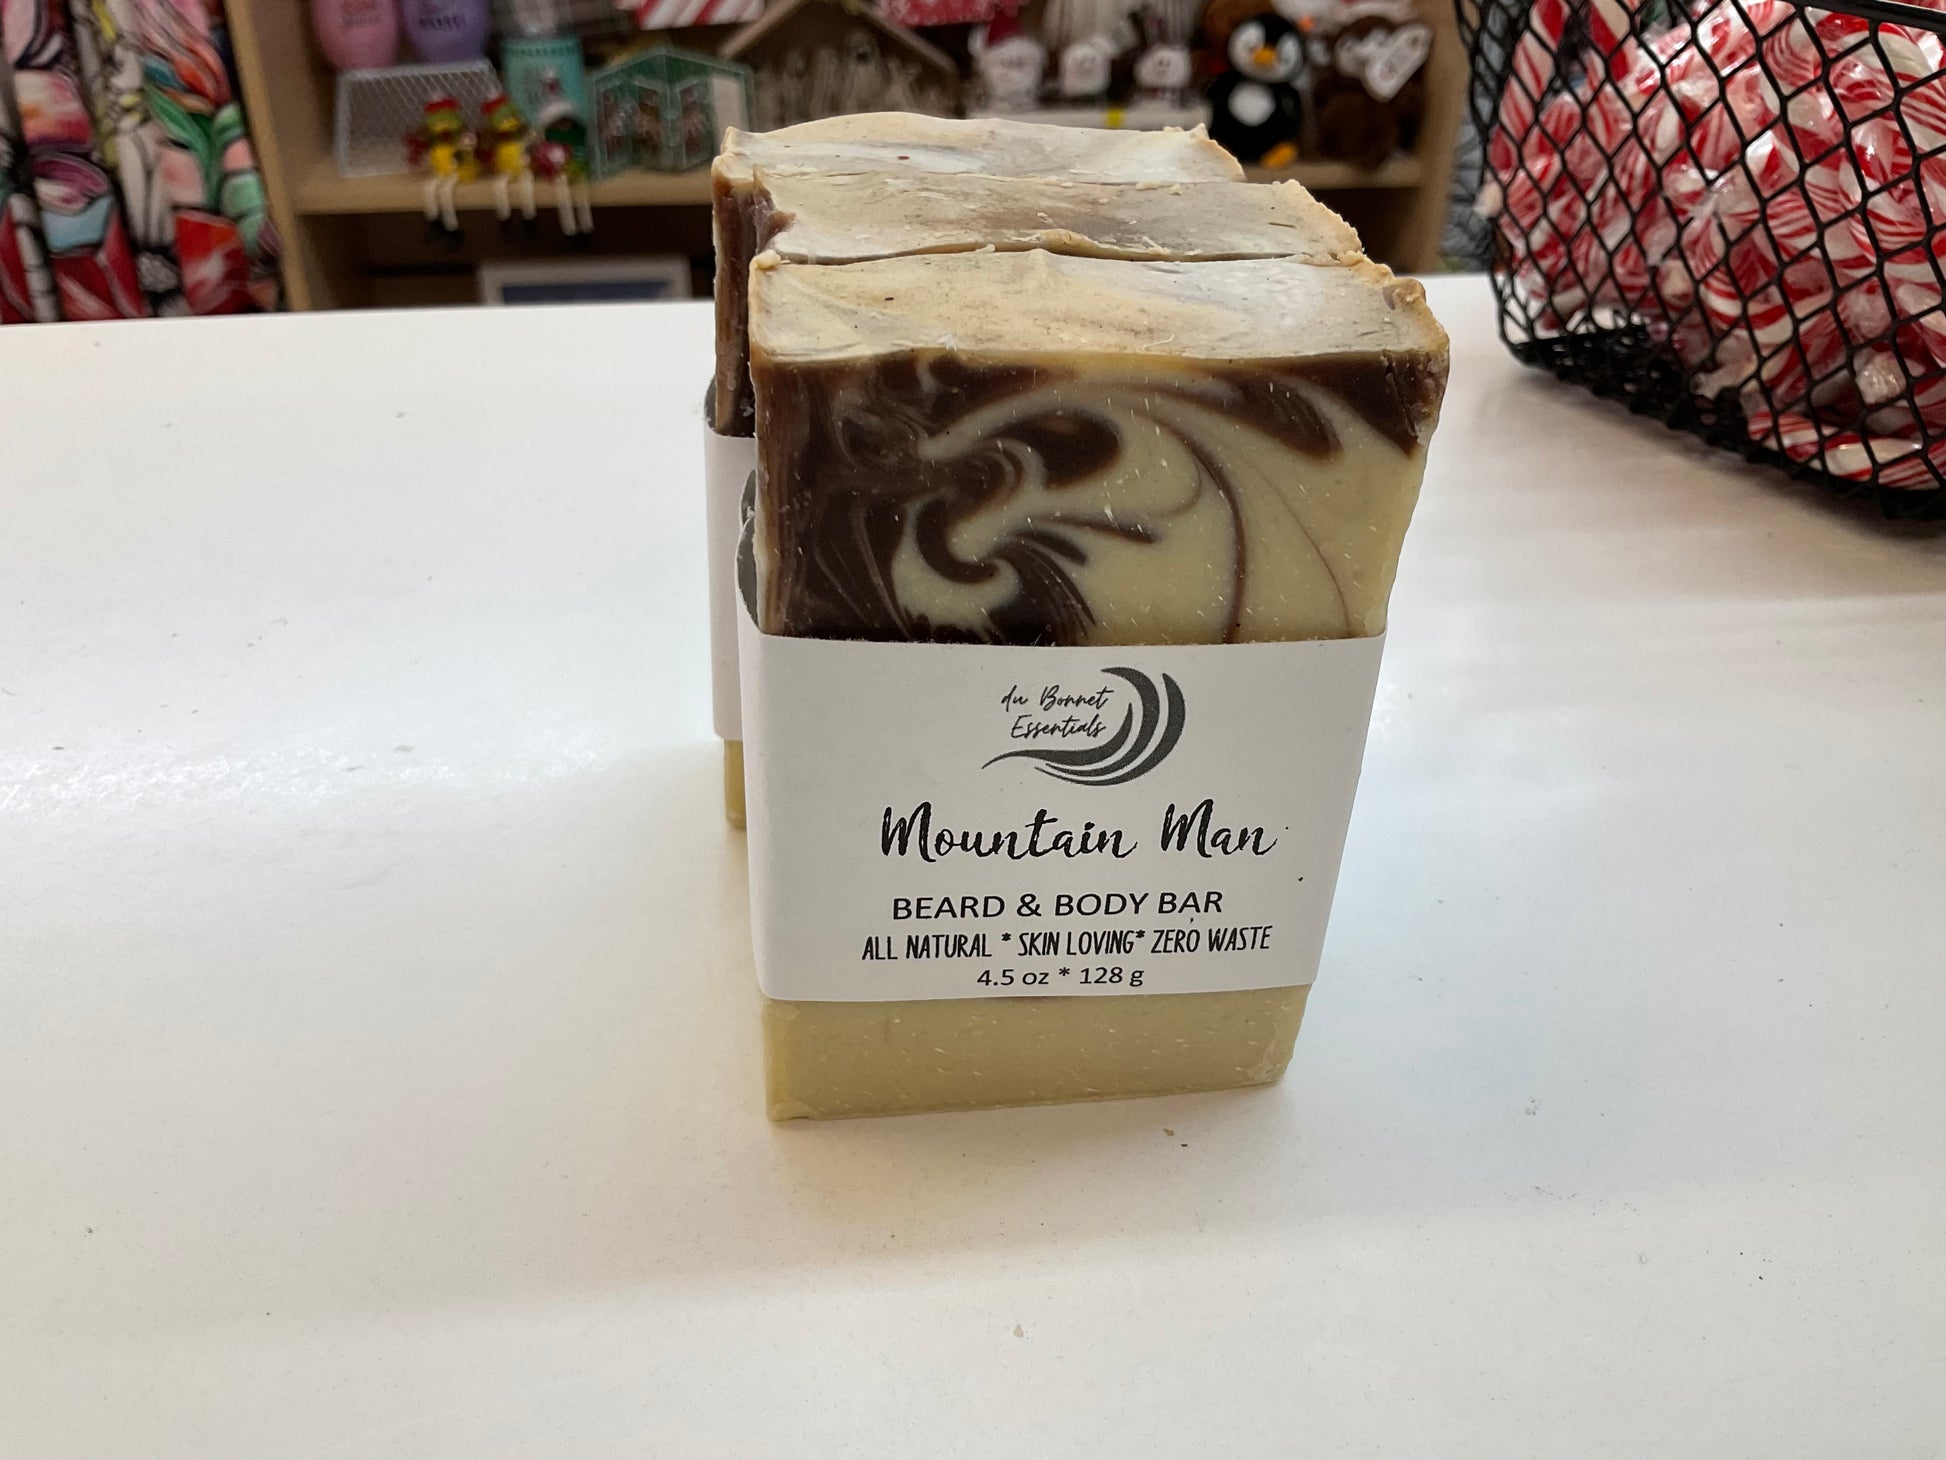 du Bonnet
Essentials
Mountain Man
BEARD & BODY BAR
ALL NATURAL * SKIN LOVING* ZERO WASTE
4.5 oz * 128 g